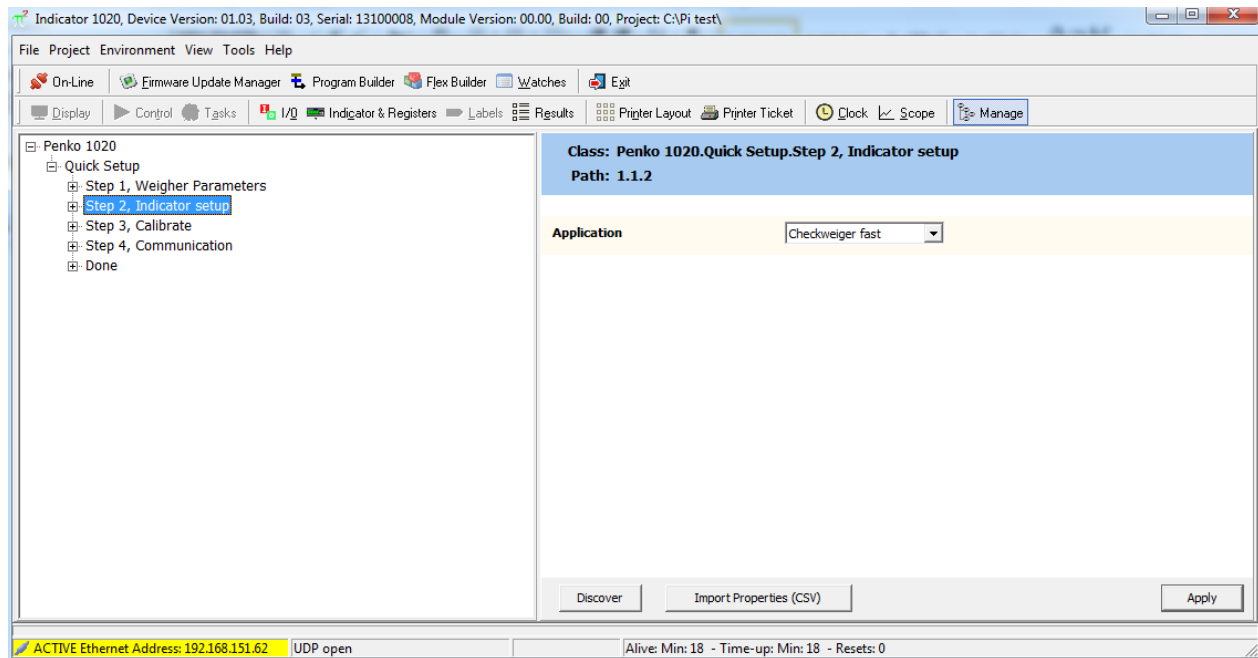 Indicator 1020, Device Version: 01.03, Build: 03, Serial: 13100008, Module Version: 00.00, Build: 00, Project: C:\Pi test\
File Project Environment View Tools Help
On-Line Firmware Update Manager Program Builder Flex Builder Watches Exit
Display Control Tasks I/O Indicator & Registers Labels Results Printer Layout Printer Ticket Clock Scope Manage
Penko 1020
Quick Setup
Step 1, Weigher Parameters
Step 2, Indicator setup
Step 3, Calibrate
Step 4, Communication
Done
Class: Penko 1020.Quick Setup.Step 2, Indicator setup
Path: 1.1.2
Application Checkweiger fast
Discover Import Properties (CSV) Apply
ACTIVE Ethernet Address: 192.168.151.62 UDP open Alive: Min: 18 - Time-up: Min: 18 - Resets: 0